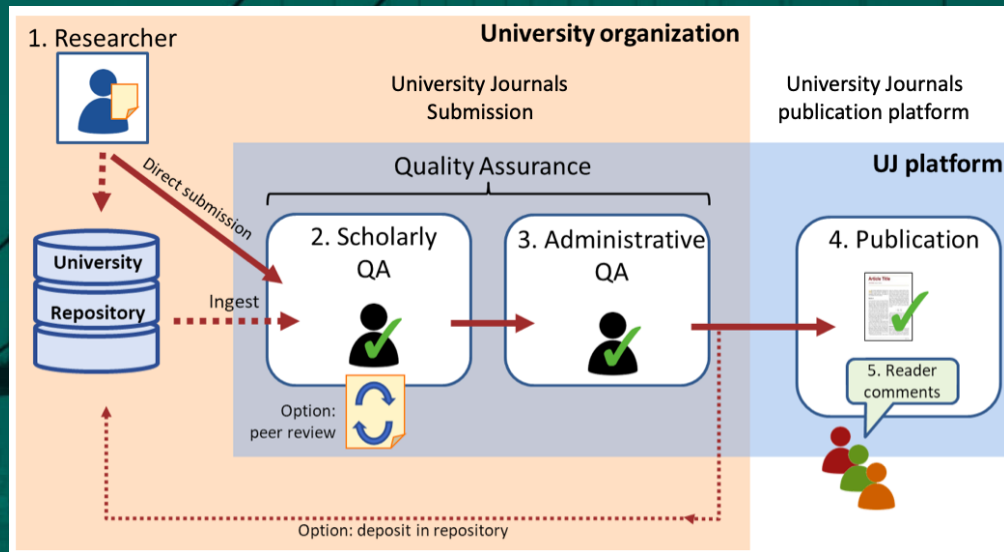 1. Researcher
University organization
University Journals
Submission
University Journals
publication platform
Direct submission
Quality Assurance
UJ platform
University
Repository
Ingest
2. Scholarly
QA
3. Administrative
QA
4. Publication
Article Title
5. Reader
comments
Option:
peer review
Option: deposit in repository